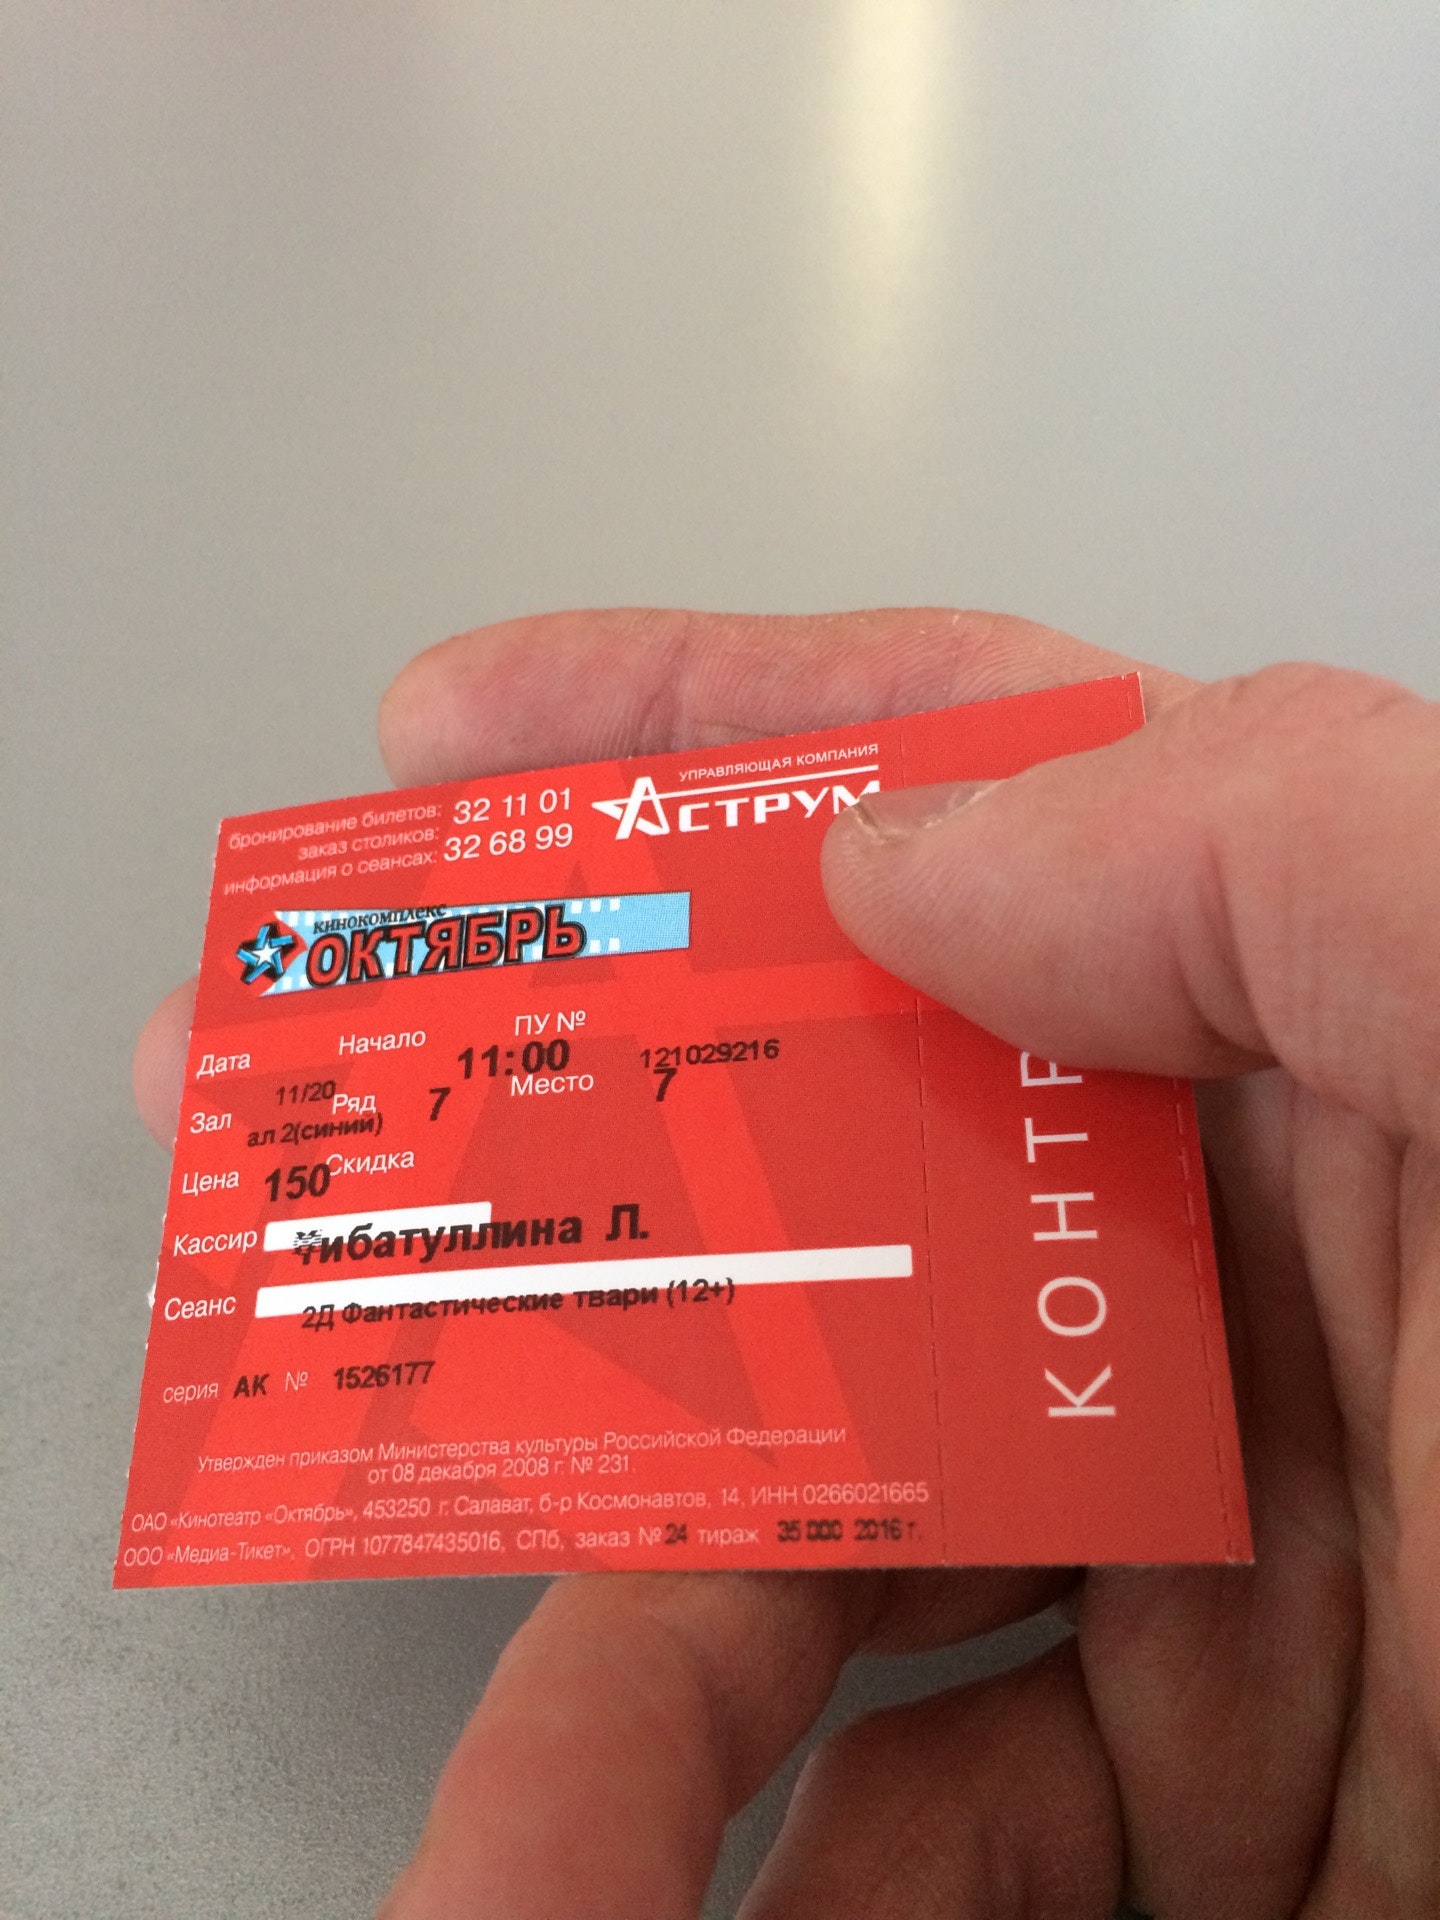 бронирование билетов: 32 11 01
заказ столиков:
информация о сеансах: 32 68 99
УПРАВЛЯЮЩАЯ КОМПАНИЯ
АСТРУМ
КИНОКОМПЛЕКС
ОКТЯБРЬ
Дата 11/20 Начало 11:00 ПУ № 121029216
Зал ал 2(синий) Ряд 7 Место 7
Цена 150 Скидка
Кассир Л.
Сеанс 2Д Фантастические твари (12+)
серия АК № 1526177
Утвержден приказом Министерства культуры Российской Федерации
от 08 декабря 2008 г. № 231.
ОАО «Кинотеатр «Октябрь», 453250 г. Салават, б-р Космонавтов, 14, ИНН 0266021665
ООО «Медиа-Тикет», ОГРН 1077847435016, СПб, заказ № 24 тираж 35 000 2016 г.
КОНТР